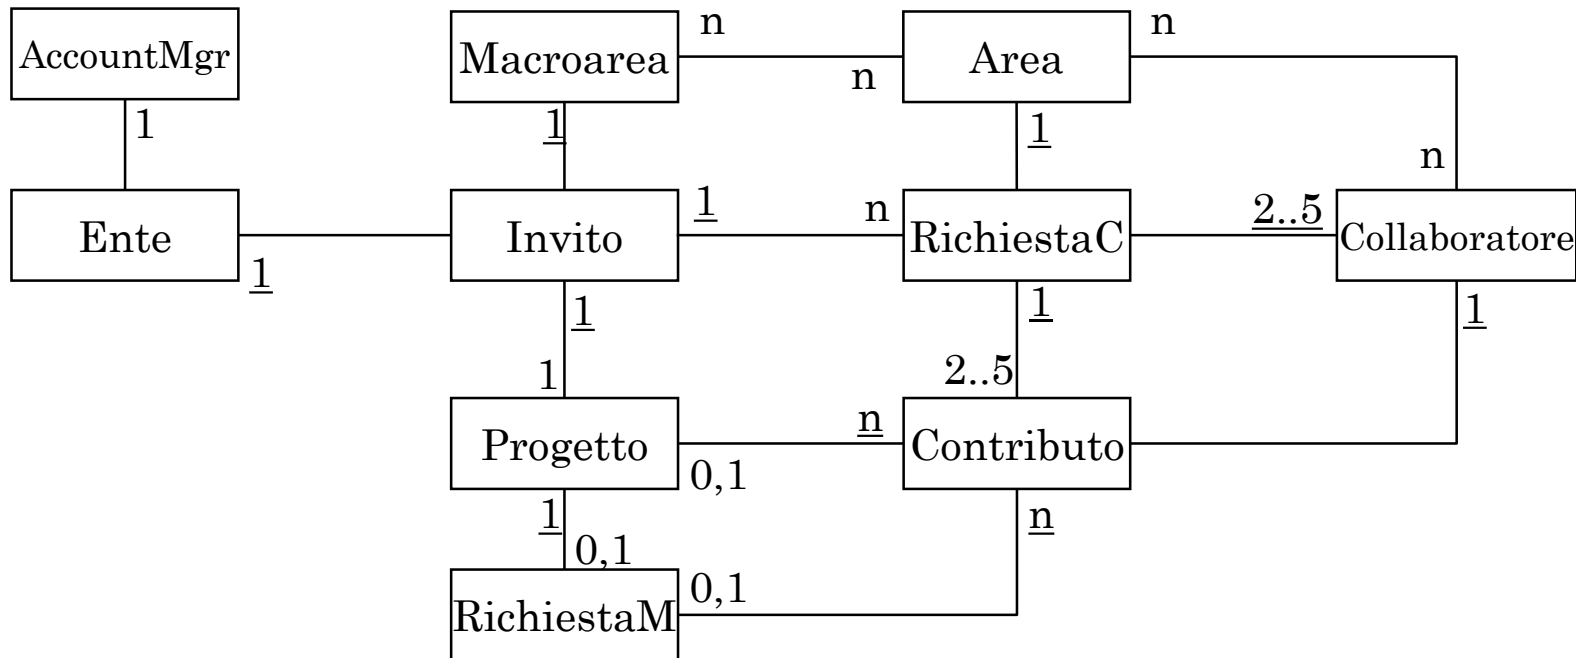 n
n
AccountMgr
Macroarea
Area
n
1
1
1
n
1
n
2..5
Ente
Invito
RichiestaC
Collaboratore
1
1
1
1
1
2..5
n
Progetto
Contributo
0,1
1
n
0,1
0,1
RichiestaM